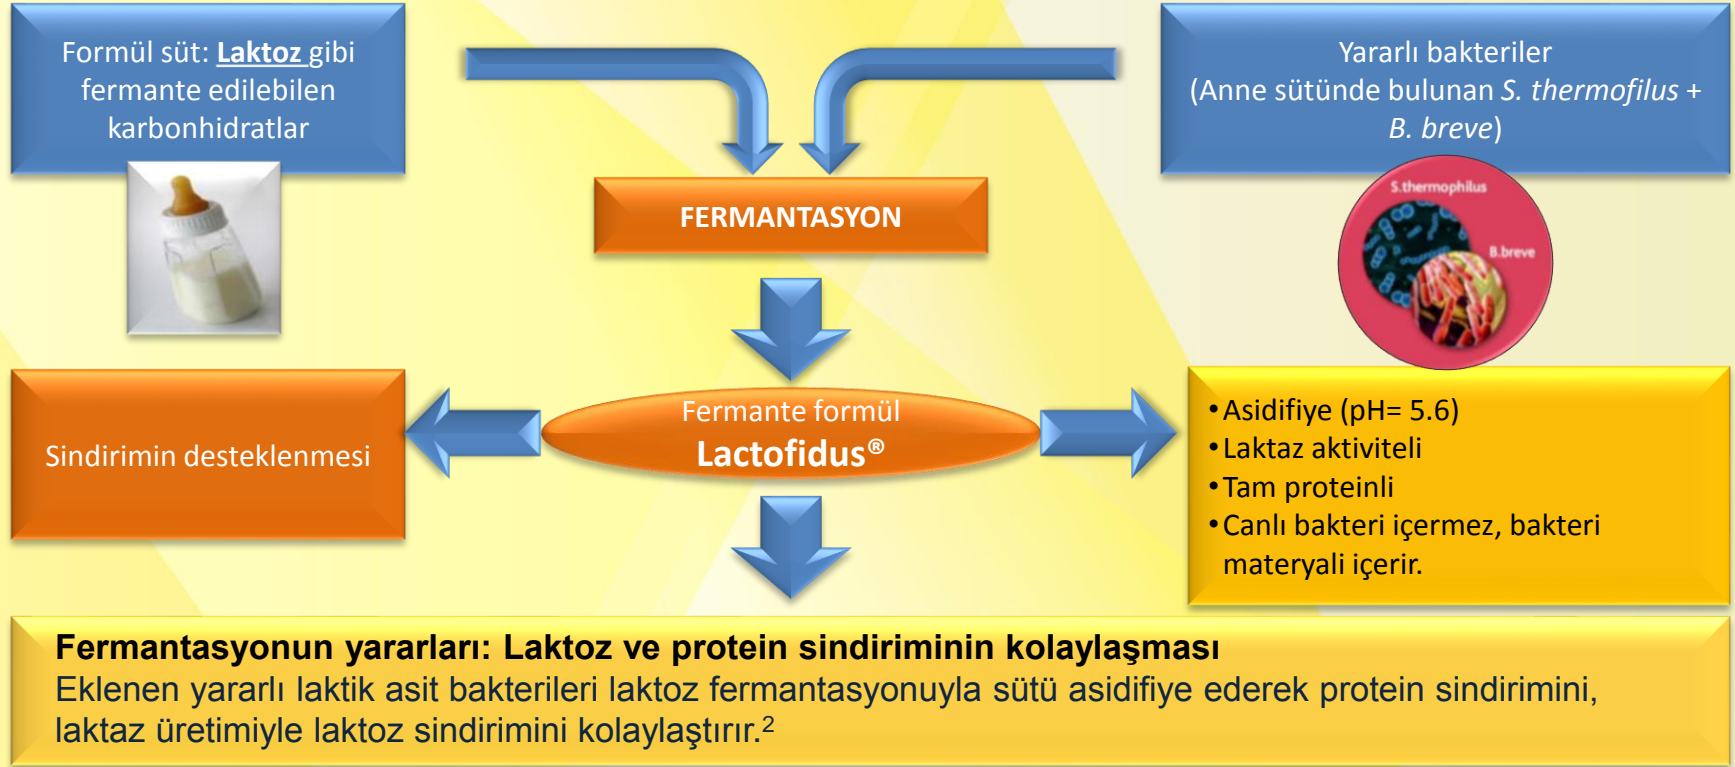 Formül süt: Laktoz gibi
fermante edilebilen
karbonhidratlar
Yararlı bakteriler
(Anne sütünde bulunan S. thermofilus +
B. breve)
S.thermophilus
B.breve
FERMANTASYON
Sindirimin desteklenmesi
Fermante formül
Lactofidus®
•Asidifiye (pH= 5.6)
•Laktaz aktiviteli
•Tam proteinli
•Canlı bakteri içermez, bakteri
materyali içerir.
Fermantasyonun yararları: Laktoz ve protein sindiriminin kolaylaşması
Eklenen yararlı laktik asit bakterileri laktoz fermantasyonuyla sütü asidifiye ederek protein sindirimini,
laktaz üretimiyle laktoz sindirimini kolaylaştırır.2